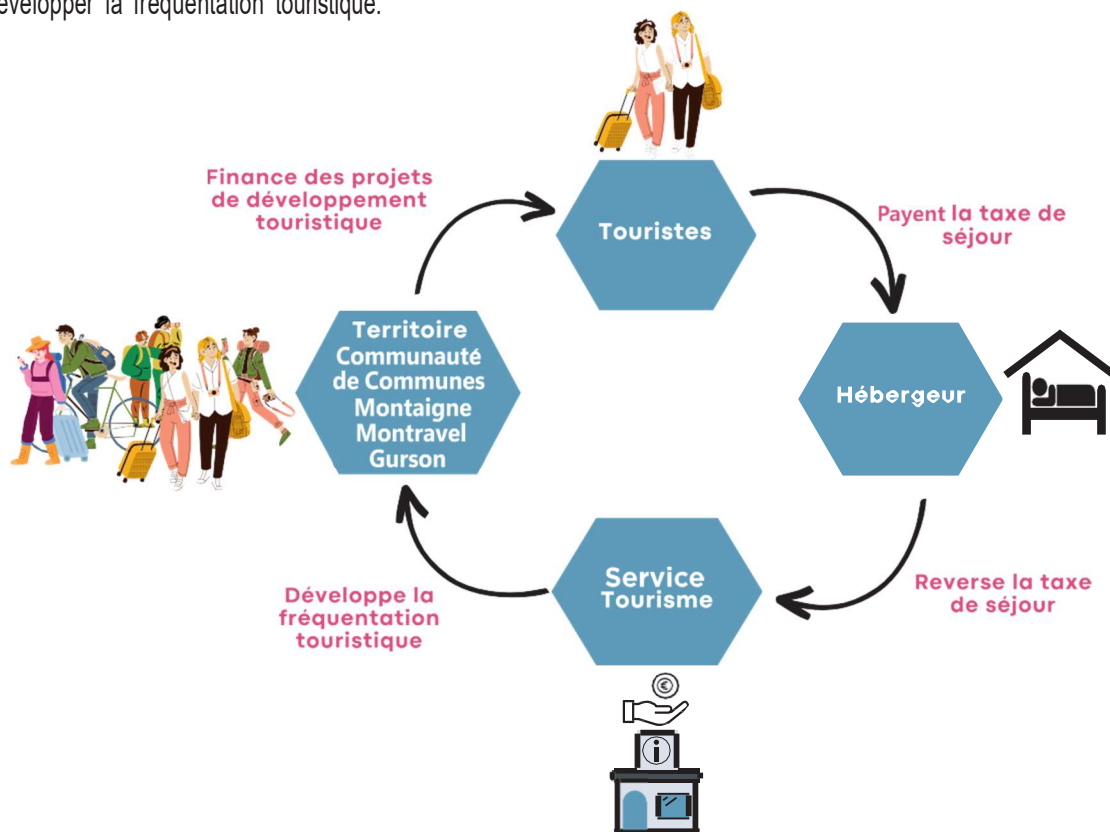 développer la fréquentation touristique.
Finance des projets
de développement
touristique
Touristes
Payent la taxe de
séjour
Territoire
Communauté
de Communes
Montaigne
Montravel
Gurson
Hébergeur
Développe la
fréquentation
touristique
Service
Tourisme
Reverse la taxe
de séjour
€
i